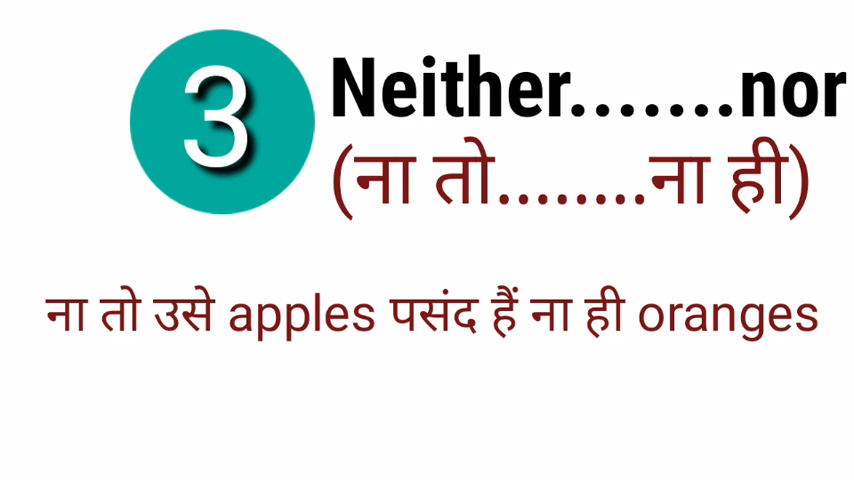 3
Neither.......nor
(ना तो........ना ही)
ना तो उसे apples पसंद हैं ना ही oranges